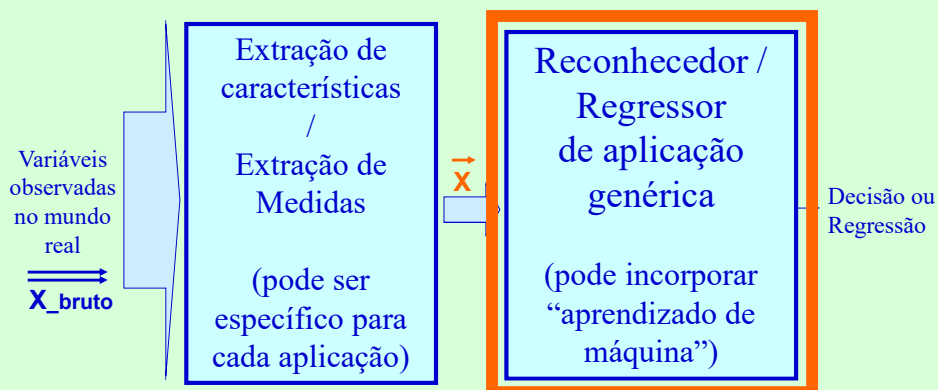 Variáveis
observadas
no mundo
real
X_bruto
Extração de
características
/
Extração de
Medidas
(pode ser
específico para
cada aplicação)
X
Reconhecedor /
Regressor
de aplicação
genérica
(pode incorporar
“aprendizado de
máquina”)
Decisão ou
Regressão